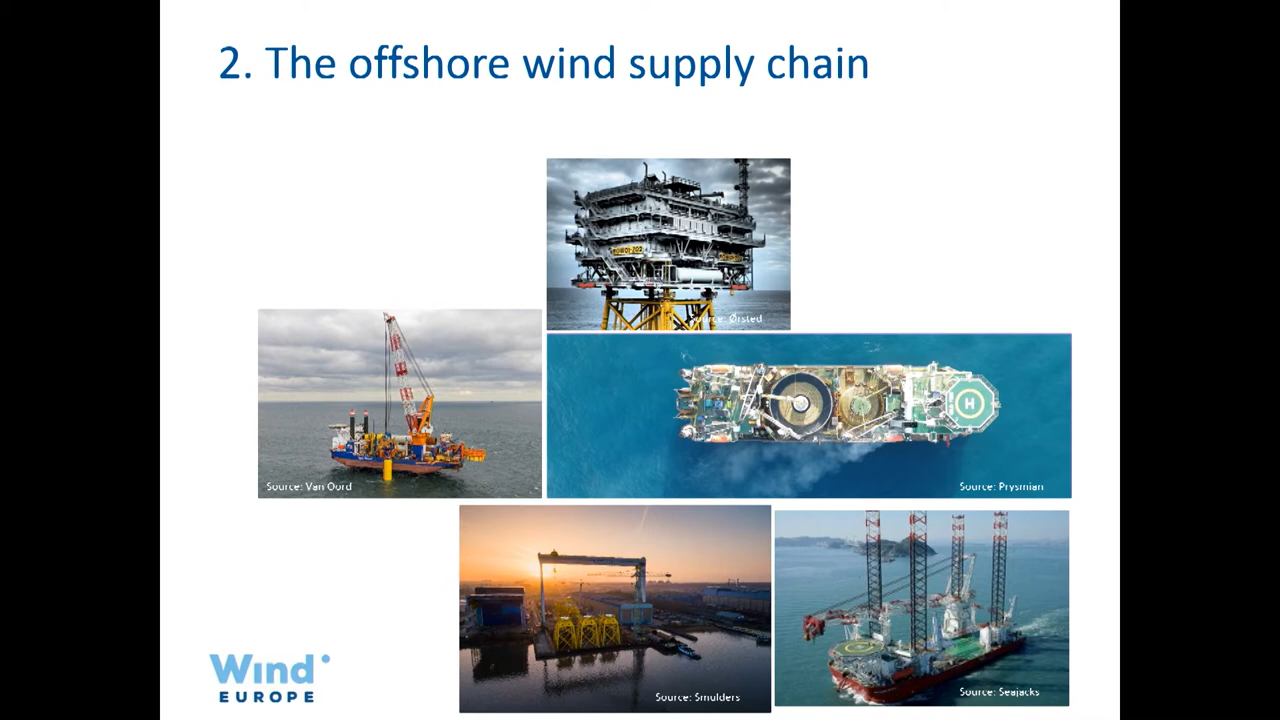 2. The offshore wind supply chain
Source: Ørsted
Source: Van Oord
H
Source: Prysmian
Source: Smulders
Source: Seajacks
Wind
EUROPE